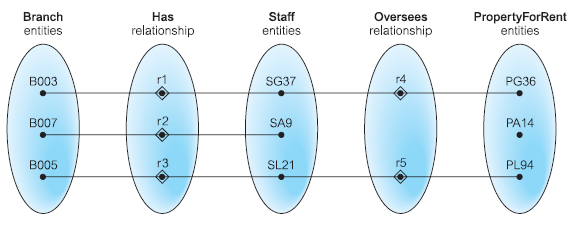 Branch Has Staff Oversees PropertyForRent
entities relationship entities relationship entities
B003 r1 SG37 r4 PG36
B007 r2 SA9 PA14
B005 r3 SL21 r5 PL94